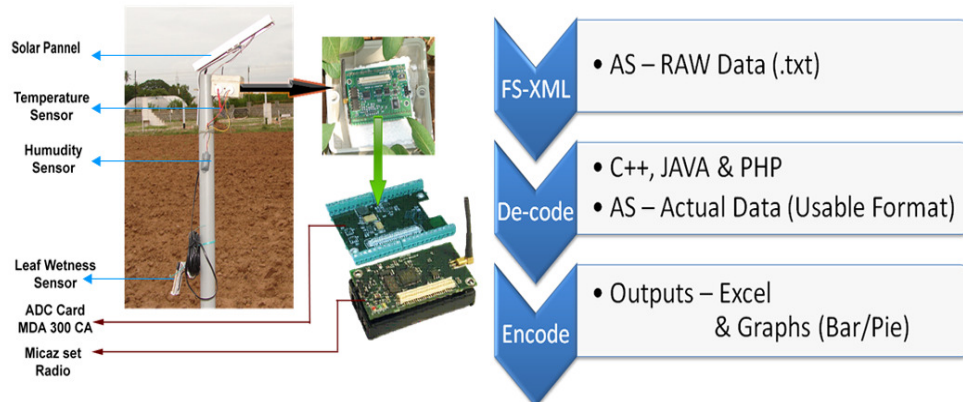 Solar Pannel
Temperature
Sensor
Humudity
Sensor
Leaf Wetness
Sensor
ADC Card
MDA 300 CA
Micaz set
Radio
FS-XML
• AS – RAW Data (.txt)
De-code
• C++, JAVA & PHP
• AS – Actual Data (Usable Format)
Encode
• Outputs – Excel
& Graphs (Bar/Pie)